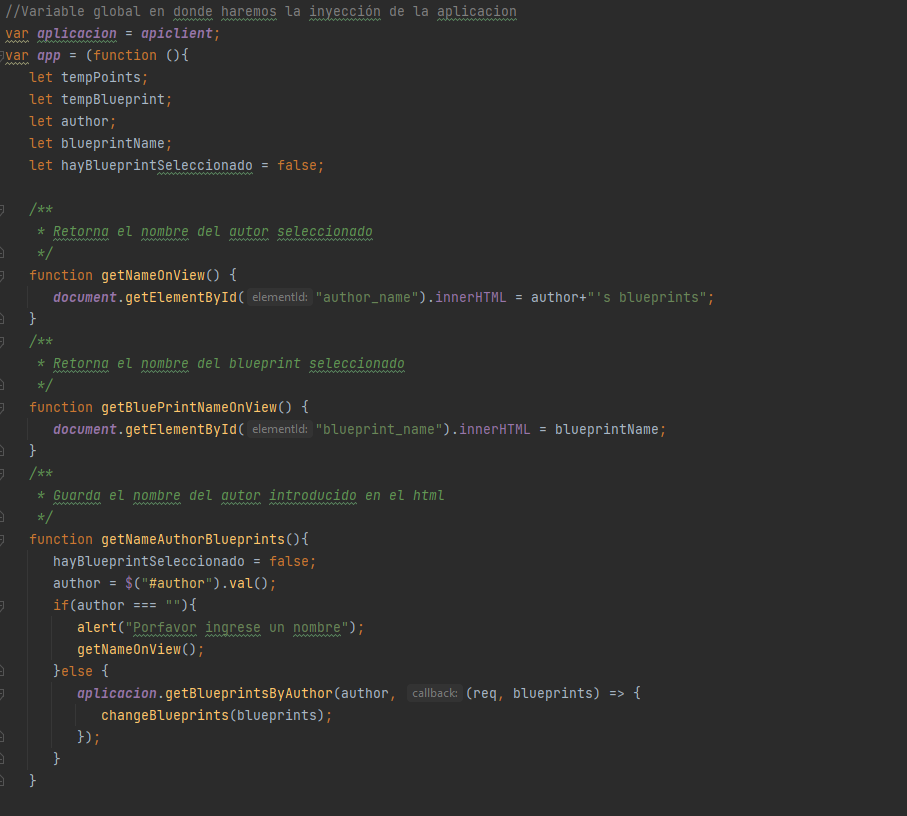 //Variable global en donde haremos la inyección de la aplicacion
var aplicacion = apiclient;
var app = (function (){
let tempPoints;
let tempBlueprint;
let author;
let blueprintName;
let hayBlueprintSeleccionado = false;
/**
* Retorna el nombre del autor seleccionado
*/
function getNameOnView() {
document.getElementById( elementId: "author_name").innerHTML = author+"'s blueprints";
}
/**
* Retorna el nombre del blueprint seleccionado
*/
function getBluePrintNameOnView() {
document.getElementById( elementId: "blueprint_name").innerHTML = blueprintName;
}
/**
* Guarda el nombre del autor introducido en el html
*/
function getNameAuthorBlueprints(){
hayBlueprintSeleccionado = false;
author = $("#author").val();
if(author === ""){
alert("Porfavor ingrese un nombre");
getNameOnView();
}else {
aplicacion.getBlueprintsByAuthor(author, callback: (req, blueprints) => {
changeBlueprints(blueprints);
});
}
}